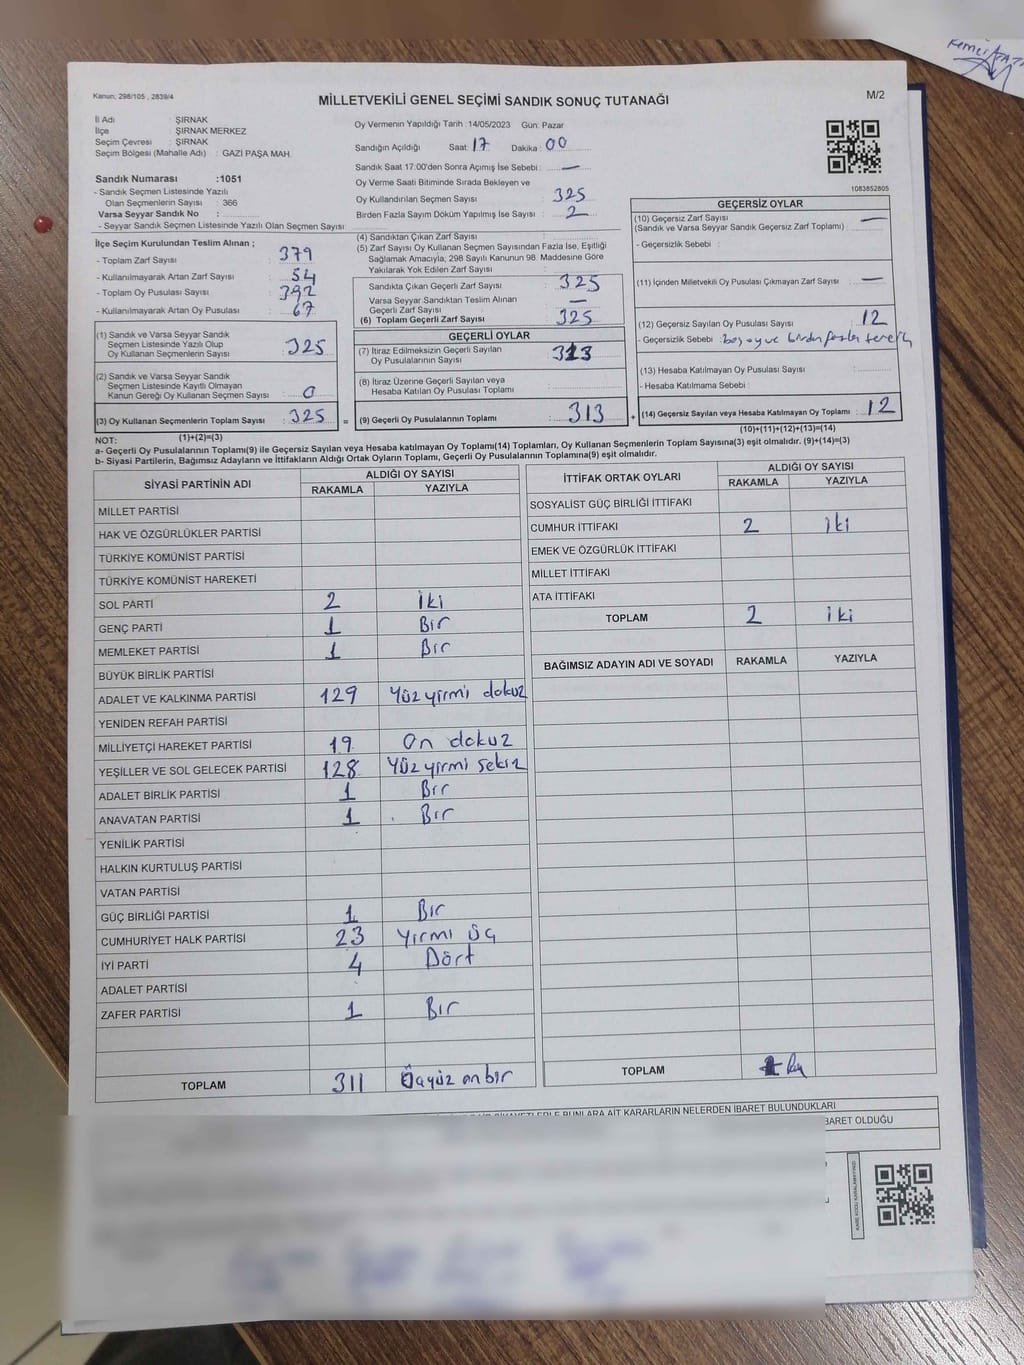 Kanun, 298/105 , 2839/4
MİLLETVEKİLİ GENEL SEÇİMİ SANDIK SONUÇ TUTANAĞI
M/2
İl Adı : ŞIRNAK
İlçe : ŞIRNAK MERKEZ
Seçim Çevresi : ŞIRNAK
Seçim Bölgesi (Mahalle Adı) : GAZİ PAŞA MAH.
Sandık Numarası :1051
- Sandık Seçmen Listesinde Yazılı
Olan Seçmenlerin Sayısı : 366
Varsa Seyyar Sandık No :
- Seyyar Sandık Seçmen Listesinde Yazılı Olan Seçmen Sayısı
Oy Vermenin Yapıldığı Tarih :14/05/2023 Gün: Pazar
Sandığın Açıldığı Saat: 17 Dakika: 00
Sandık Saat 17:00'den Sonra Açımış İse Sebebi : —
Oy Verme Saati Bitiminde Sırada Bekleyen ve
Oy Kullandırılan Seçmen Sayısı : 325
Birden Fazla Sayım Döküm Yapılmış İse Sayısı : 2
1083852805
İlçe Seçim Kurulundan Teslim Alınan ;
- Toplam Zarf Sayısı : 379
- Kullanılmayarak Artan Zarf Sayısı : 54
- Toplam Oy Pusulası Sayısı : 392
- Kullanılmayarak Artan Oy Pusulası : 67
(1) Sandık ve Varsa Seyyar Sandık
Seçmen Listesinde Yazılı Olup
Oy Kullanan Seçmenlerin Sayısı : 325
(2) Sandık ve Varsa Seyyar Sandık
Seçmen Listesinde Kayıtlı Olmayan
Kanun Gereği Oy Kullanan Seçmen Sayısı : 0
(3) Oy Kullanan Seçmenlerin Toplam Sayısı : 325 =
(1)+(2)=(3)
(4) Sandıktan Çıkan Zarf Sayısı :
(5) Zarf Sayısı Oy Kullanan Seçmen Sayısından Fazla İse, Eşitliği
Sağlamak Amacıyla, 298 Sayılı Kanunun 98. Maddesine Göre
Yakılarak Yok Edilen Zarf Sayısı :
Sandıkta Çıkan Geçerli Zarf Sayısı : 325
Varsa Seyyar Sandıktan Teslim Alınan
Geçerli Zarf Sayısı : —
(6) Toplam Geçerli Zarf Sayısı : 325
GEÇERLİ OYLAR
(7) İtiraz Edilmeksizin Geçerli Sayılan
Oy Pusulalarının Sayısı : 313
(8) İtiraz Üzerine Geçerli Sayılan veya
Hesaba Katılan Oy Pusulası Toplamı :
(9) Geçerli Oy Pusulalarının Toplamı : 313 +
GEÇERSİZ OYLAR
(10) Geçersiz Zarf Sayısı : —
(Sandık ve Varsa Seyyar Sandık Geçersiz Zarf Toplamı)
- Geçersizlik Sebebi :
(11) İçinden Milletvekili Oy Pusulası Çıkmayan Zarf Sayısı : —
(12) Geçersiz Sayılan Oy Pusulası Sayısı : 12
- Geçersizlik Sebebi : boş oy ve birden fazla tercih
(13) Hesaba Katılmayan Oy Pusulası Sayısı :
- Hesaba Katılmama Sebebi :
(14) Geçersiz Sayılan veya Hesaba Katılmayan Oy Toplamı : 12
(10)+(11)+(12)+(13)=(14)
NOT:
a- Geçerli Oy Pusulalarının Toplamı(9) ile Geçersiz Sayılan veya Hesaba katılmayan Oy Toplamı(14) Toplamları, Oy Kullanan Seçmenlerin Toplam Sayısına(3) eşit olmalıdır. (9)+(14)=(3)
b- Siyasi Partilerin, Bağımsız Adayların ve İttifakların Aldığı Ortak Oyların Toplamı, Geçerli Oy Pusulalarının Toplamına(9) eşit olmalıdır.
SİYASİ PARTİNİN ADI ALDIĞI OY SAYISI
RAKAMLA YAZIYLA
MİLLET PARTİSİ
HAK VE ÖZGÜRLÜKLER PARTİSİ
TÜRKİYE KOMÜNİST PARTİSİ
TÜRKİYE KOMÜNİST HAREKETİ
SOL PARTİ 2 iki
GENÇ PARTİ 1 Bir
MEMLEKET PARTİSİ 1 Bir
BÜYÜK BİRLİK PARTİSİ
ADALET VE KALKINMA PARTİSİ 129 Yüz yirmi dokuz
YENİDEN REFAH PARTİSİ
MİLLİYETÇİ HAREKET PARTİSİ 19 On dokuz
YEŞİLLER VE SOL GELECEK PARTİSİ 128 Yüz yirmi sekiz
ADALET BİRLİK PARTİSİ 1 Bir
ANAVATAN PARTİSİ 1 Bir
YENİLİK PARTİSİ
HALKIN KURTULUŞ PARTİSİ
VATAN PARTİSİ
GÜÇ BİRLİĞİ PARTİSİ 1 Bir
CUMHURİYET HALK PARTİSİ 23 Yirmi üç
İYİ PARTİ 4 Dört
ADALET PARTİSİ
ZAFER PARTİSİ 1 Bir
TOPLAM 311 Üçyüz on bir
İTTİFAK ORTAK OYLARI ALDIĞI OY SAYISI
RAKAMLA YAZIYLA
SOSYALİST GÜÇ BİRLİĞİ İTTİFAKI
CUMHUR İTTİFAKI 2 iki
EMEK VE ÖZGÜRLÜK İTTİFAKI
MİLLET İTTİFAKI
ATA İTTİFAKI
TOPLAM 2 iki
BAĞIMSIZ ADAYIN ADI VE SOYADI RAKAMLA YAZIYLA
TOPLAM
BUNLARA AİT KARARLARIN NELERDEN İBARET BULUNDUKLARI
BARET OLDUĞU